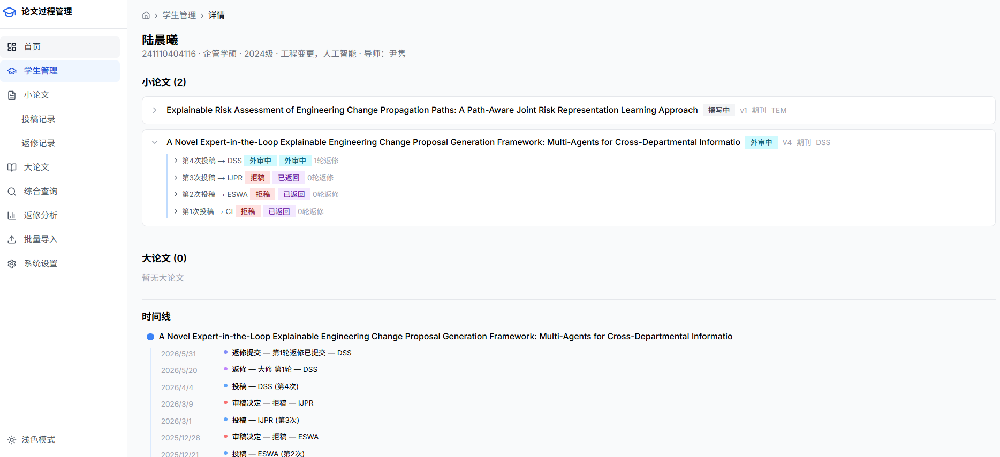 论文过程管理
首页
学生管理
小论文
投稿记录
返修记录
大论文
综合查询
返修分析
批量导入
系统设置
浅色模式
学生管理 > 详情
陆晨曦
241110404116 · 企管学硕 · 2024级 · 工程变更，人工智能 · 导师：尹隽
小论文 (2)
Explainable Risk Assessment of Engineering Change Propagation Paths: A Path-Aware Joint Risk Representation Learning Approach 撰写中 v1 期刊 TEM
A Novel Expert-in-the-Loop Explainable Engineering Change Proposal Generation Framework: Multi-Agents for Cross-Departmental Informatio 外审中 V4 期刊 DSS
第4次投稿 → DSS 外审中 外审中 1轮返修
第3次投稿 → IJPR 拒稿 已返回 0轮返修
第2次投稿 → ESWA 拒稿 已返回 0轮返修
第1次投稿 → CI 拒稿 已返回 0轮返修
大论文 (0)
暂无大论文
时间线
A Novel Expert-in-the-Loop Explainable Engineering Change Proposal Generation Framework: Multi-Agents for Cross-Departmental Informatio
2026/5/31 返修提交 — 第1轮返修已提交 — DSS
2026/5/20 返修 — 大修 第1轮 — DSS
2026/4/4 投稿 — DSS (第4次)
2026/3/9 审稿决定 — 拒稿 — IJPR
2026/3/1 投稿 — IJPR (第3次)
2025/12/28 审稿决定 — 拒稿 — ESWA
2025/12/21 投稿 — ESWA (第2次)